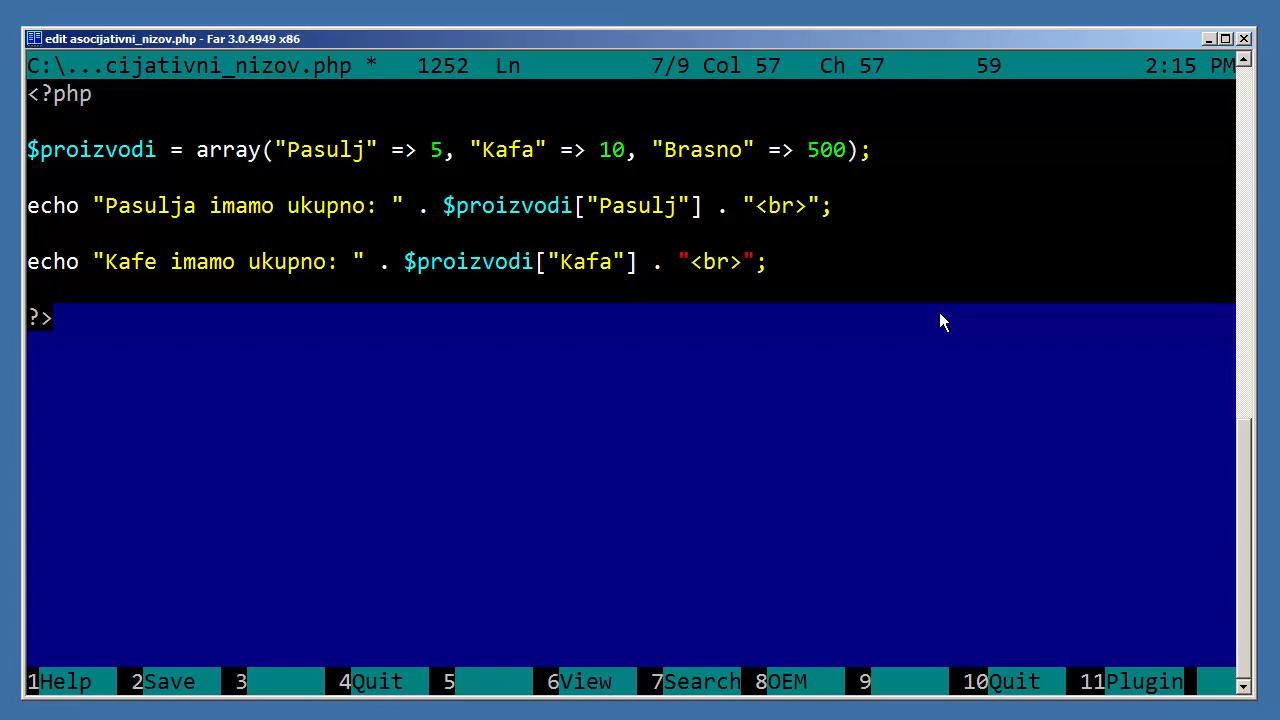 edit asocijativni_nizov.php - Far 3.0.4949 x86
C:\...cijativni_nizov.php * 1252 Ln 7/9 Col 57 Ch 57 59 2:15 PM
<?php
$proizvodi = array("Pasulj" => 5, "Kafa" => 10, "Brasno" => 500);
echo "Pasulja imamo ukupno: " . $proizvodi["Pasulj"] . "<br>";
echo "Kafe imamo ukupno: " . $proizvodi["Kafa"] . "<br>";
?>
1Help 2Save 3 4Quit 5 6View 7Search 8OEM 9 10Quit 11Plugin